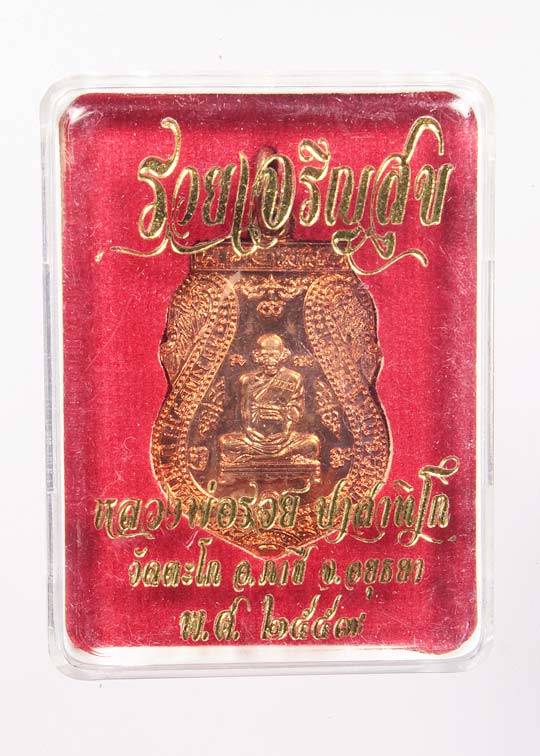 รวยเจริญสุข
หลวงพ่อรวย ปาสาทิโก
วัดตะโก อ.ภาชี จ.อยุธยา
พ.ศ. ๒๕๕๗